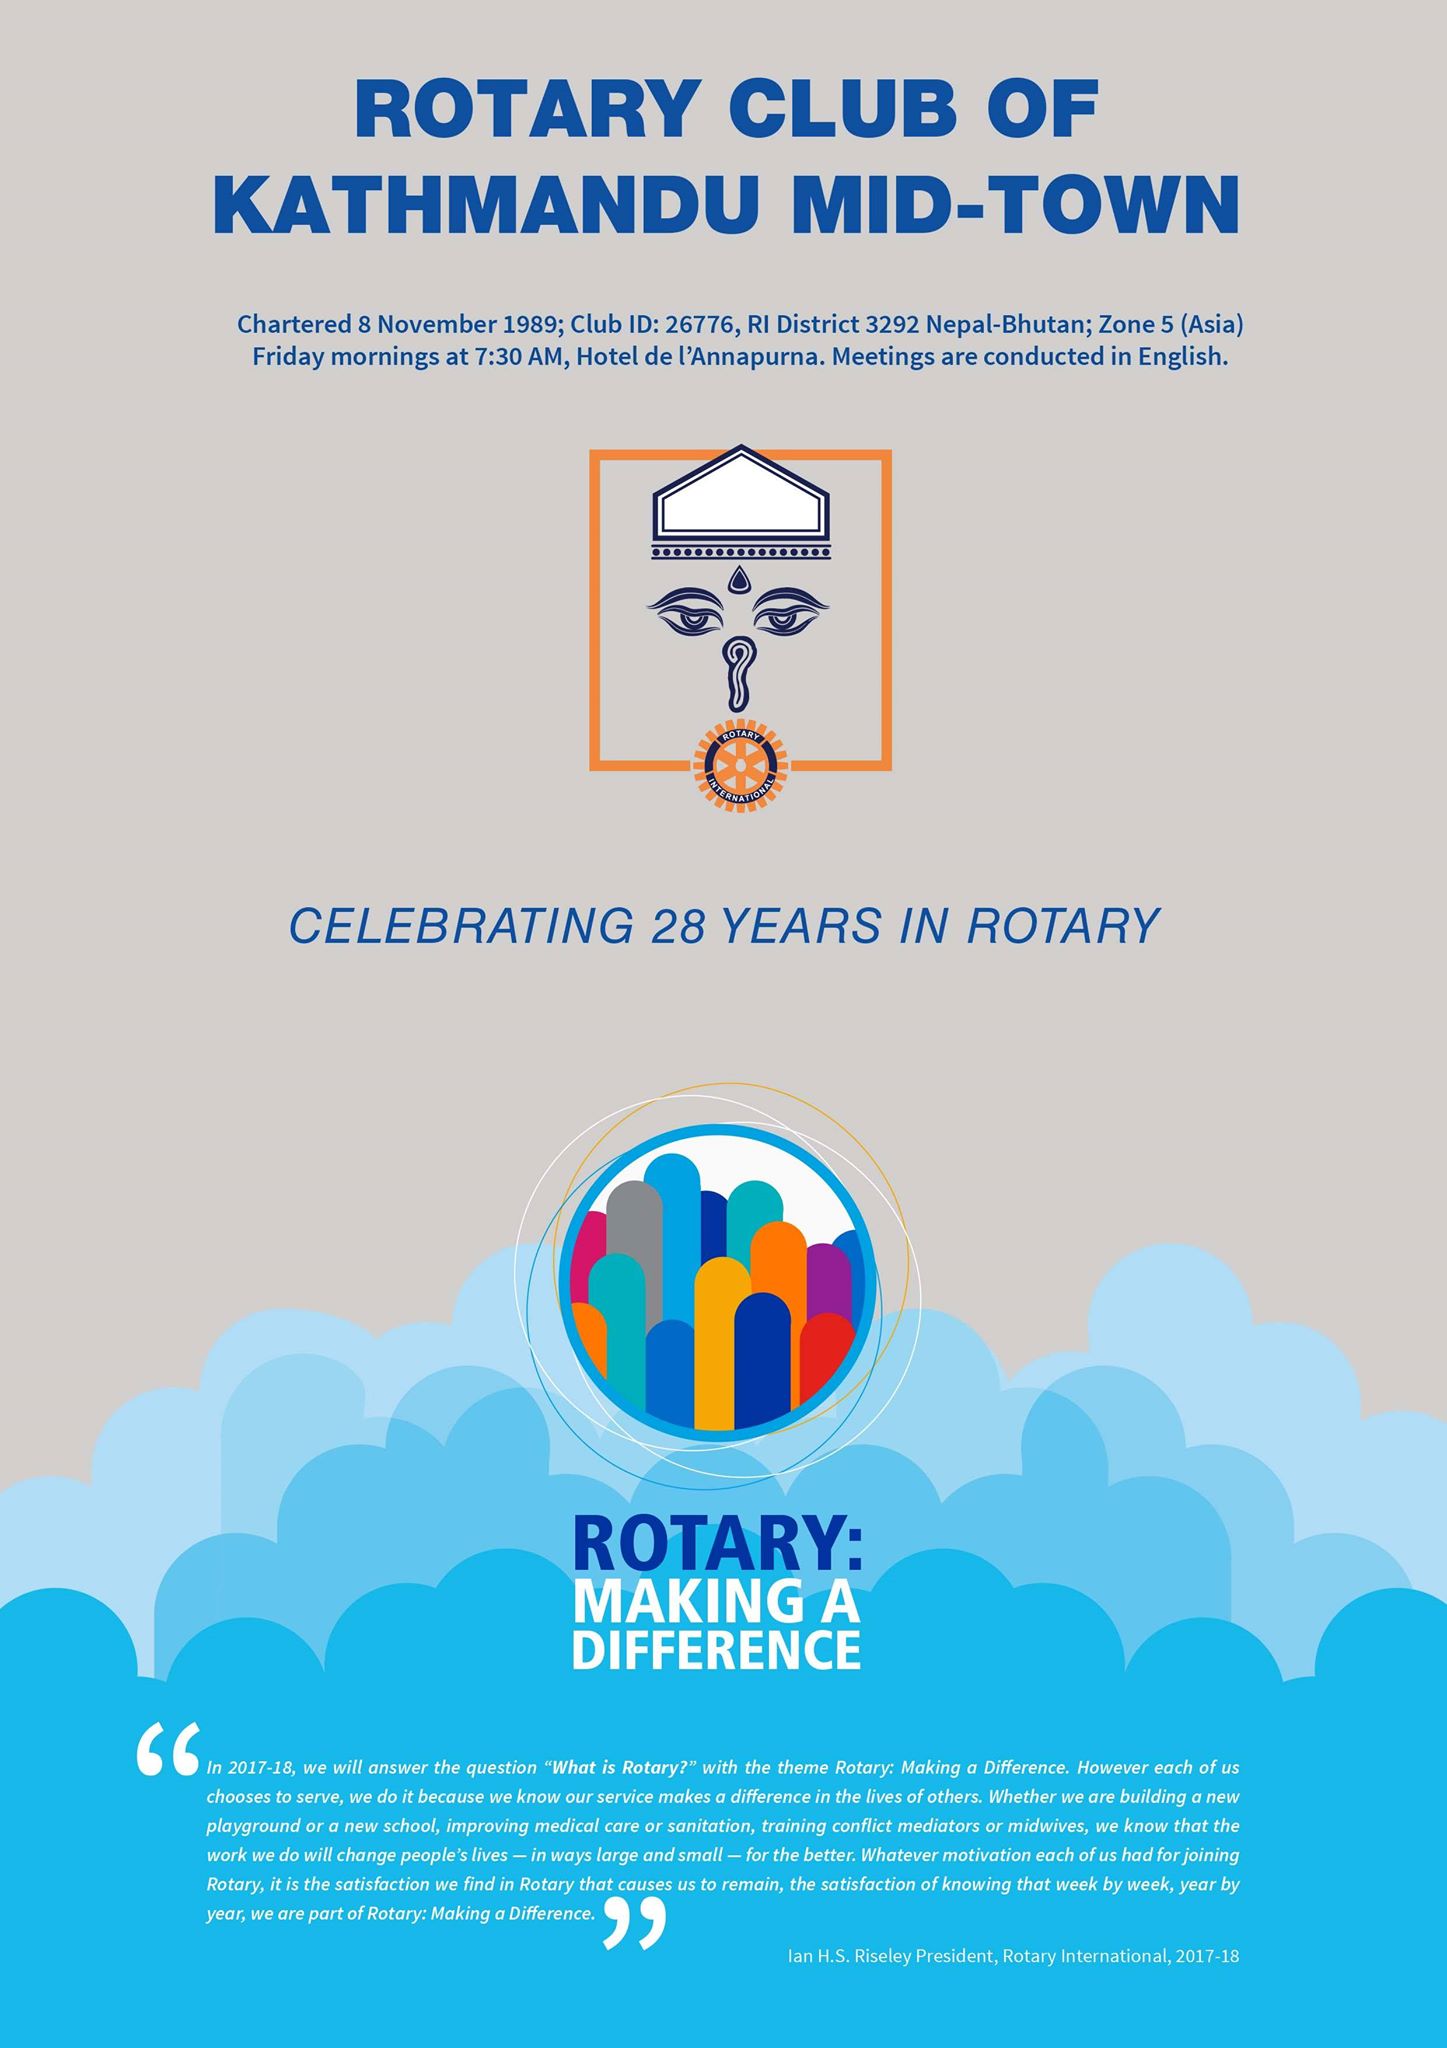 ROTARY CLUB OF
KATHMANDU MID-TOWN
Chartered 8 November 1989; Club ID: 26776, RI District 3292 Nepal-Bhutan; Zone 5 (Asia)
Friday mornings at 7:30 AM, Hotel de l’Annapurna. Meetings are conducted in English.
ROTARY
INTERNATIONAL
CELEBRATING 28 YEARS IN ROTARY
ROTARY:
MAKING A
DIFFERENCE
“In 2017-18, we will answer the question “What is Rotary?” with the theme Rotary: Making a Difference. However each of us
chooses to serve, we do it because we know our service makes a difference in the lives of others. Whether we are building a new
playground or a new school, improving medical care or sanitation, training conflict mediators or midwives, we know that the
work we do will change people’s lives — in ways large and small — for the better. Whatever motivation each of us had for joining
Rotary, it is the satisfaction we find in Rotary that causes us to remain, the satisfaction of knowing that week by week, year by
year, we are part of Rotary: Making a Difference.”
Ian H.S. Riseley President, Rotary International, 2017-18